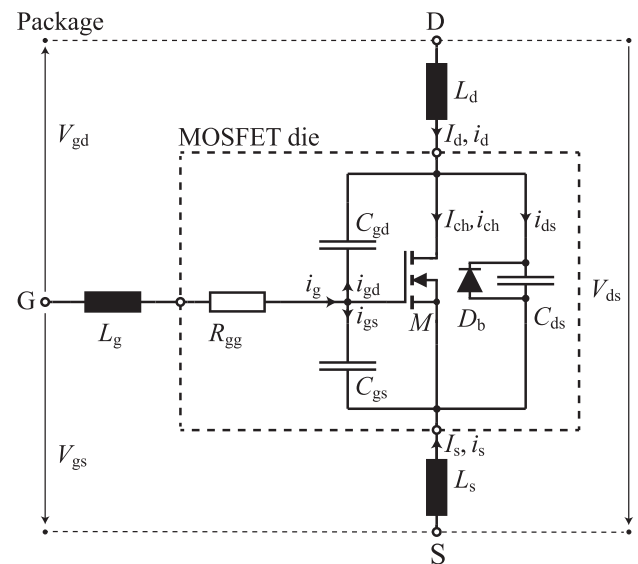 Package
D
L_d
V_gd
I_d, i_d
MOSFET die
C_gd
I_ch, i_ch
i_ds
G
i_g
i_gd
V_ds
L_g
R_gg
i_gs
M
D_b
C_ds
C_gs
V_gs
I_s, i_s
L_s
S